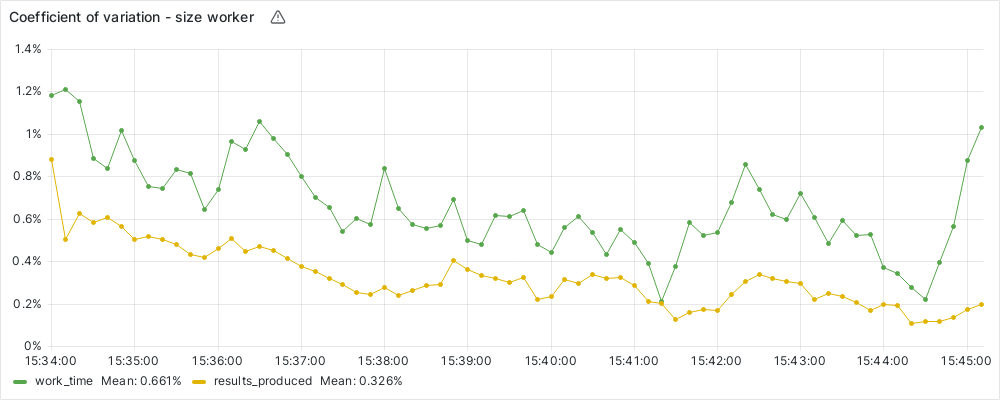 Coefficient of variation - size worker
1.4%
1.2%
1%
0.8%
0.6%
0.4%
0.2%
0%
15:34:00 15:35:00 15:36:00 15:37:00 15:38:00 15:39:00 15:40:00 15:41:00 15:42:00 15:43:00 15:44:00 15:45:00
work_time Mean: 0.661% results_produced Mean: 0.326%